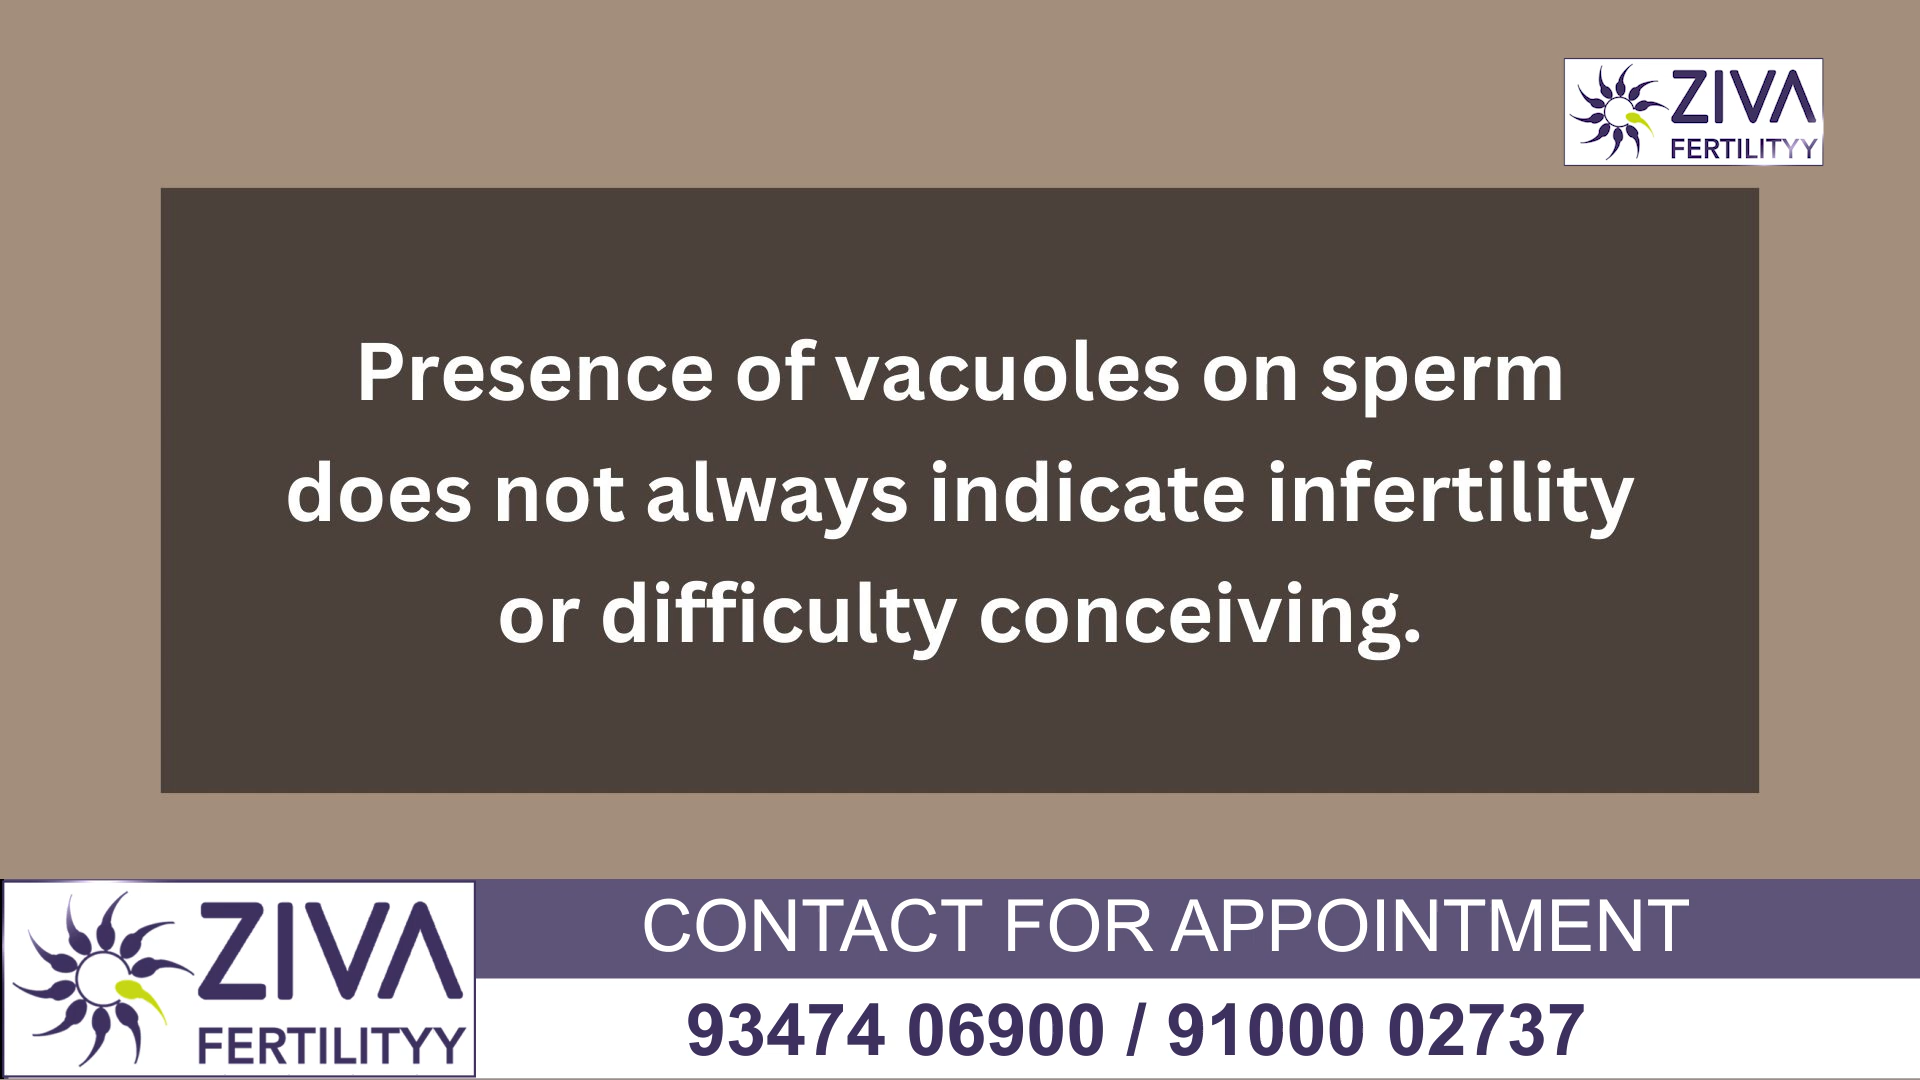 ZIVA
FERTILITYY
Presence of vacuoles on sperm
does not always indicate infertility
or difficulty conceiving.
ZIVA
FERTILITYY
CONTACT FOR APPOINTMENT
93474 06900 / 91000 02737